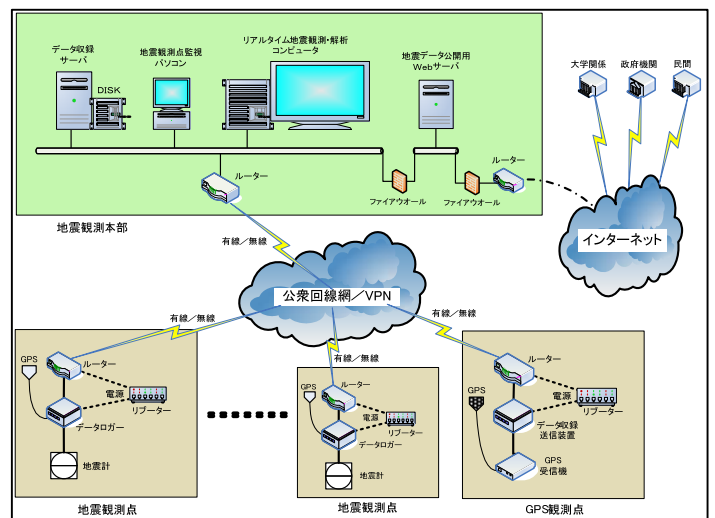 データ収録
サーバ
DISK
地震観測点監視
パソコン
リアルタイム地震観測・解析
コンピュータ
地震データ公開用
Webサーバ
ルーター
ファイアウオール
ファイアウオール
ルーター
地震観測本部
大学関係
政府機関
民間
インターネット
有線／無線
公衆回線網／VPN
有線／無線
有線／無線
有線／無線
GPS
ルーター
電源
リブーター
データロガー
地震計
地震観測点
GPS
ルーター
電源
リブーター
データロガー
地震計
地震観測点
GPS
ルーター
電源
リブーター
データ収録
送信装置
GPS
受信機
GPS観測点